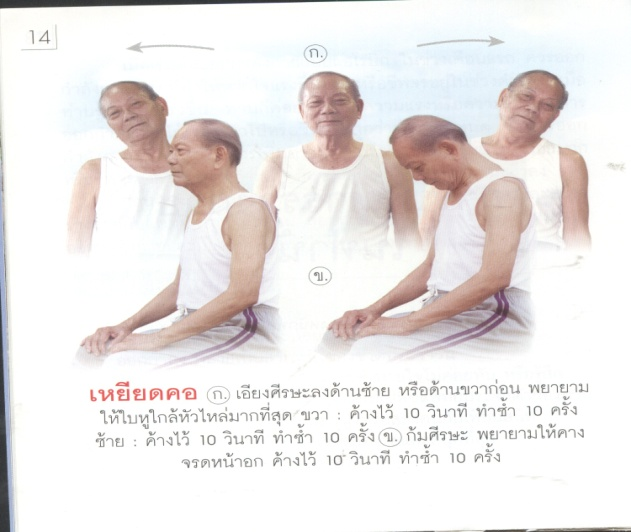 14
ก.
ข.
เหยียดคอ ก. เอียงศีรษะลงด้านซ้าย หรือด้านขวาก่อน พยายาม
ให้ใบหูใกล้หัวไหล่มากที่สุด ขวา : ค้างไว้ 10 วินาที ทำซ้ำ 10 ครั้ง
ซ้าย : ค้างไว้ 10 วินาที ทำซ้ำ 10 ครั้ง ข. ก้มศีรษะ พยายามให้คาง
จรดหน้าอก ค้างไว้ 10 วินาที ทำซ้ำ 10 ครั้ง